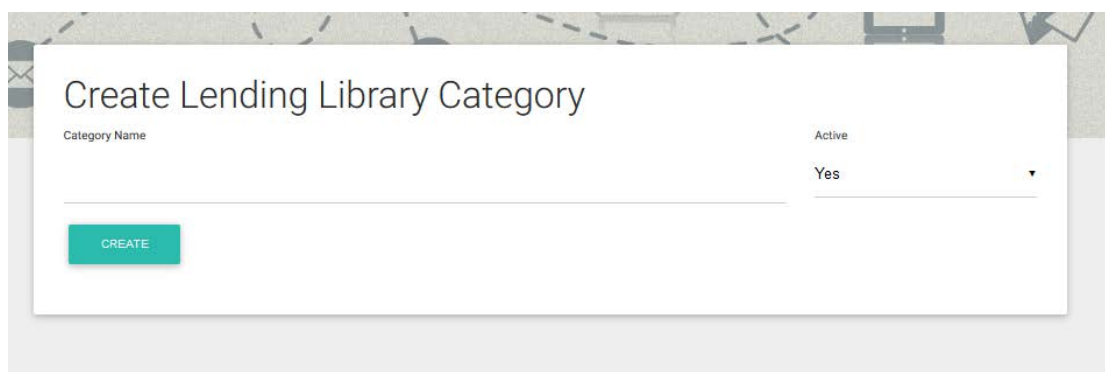 Create Lending Library Category
Category Name
Active
Yes
CREATE